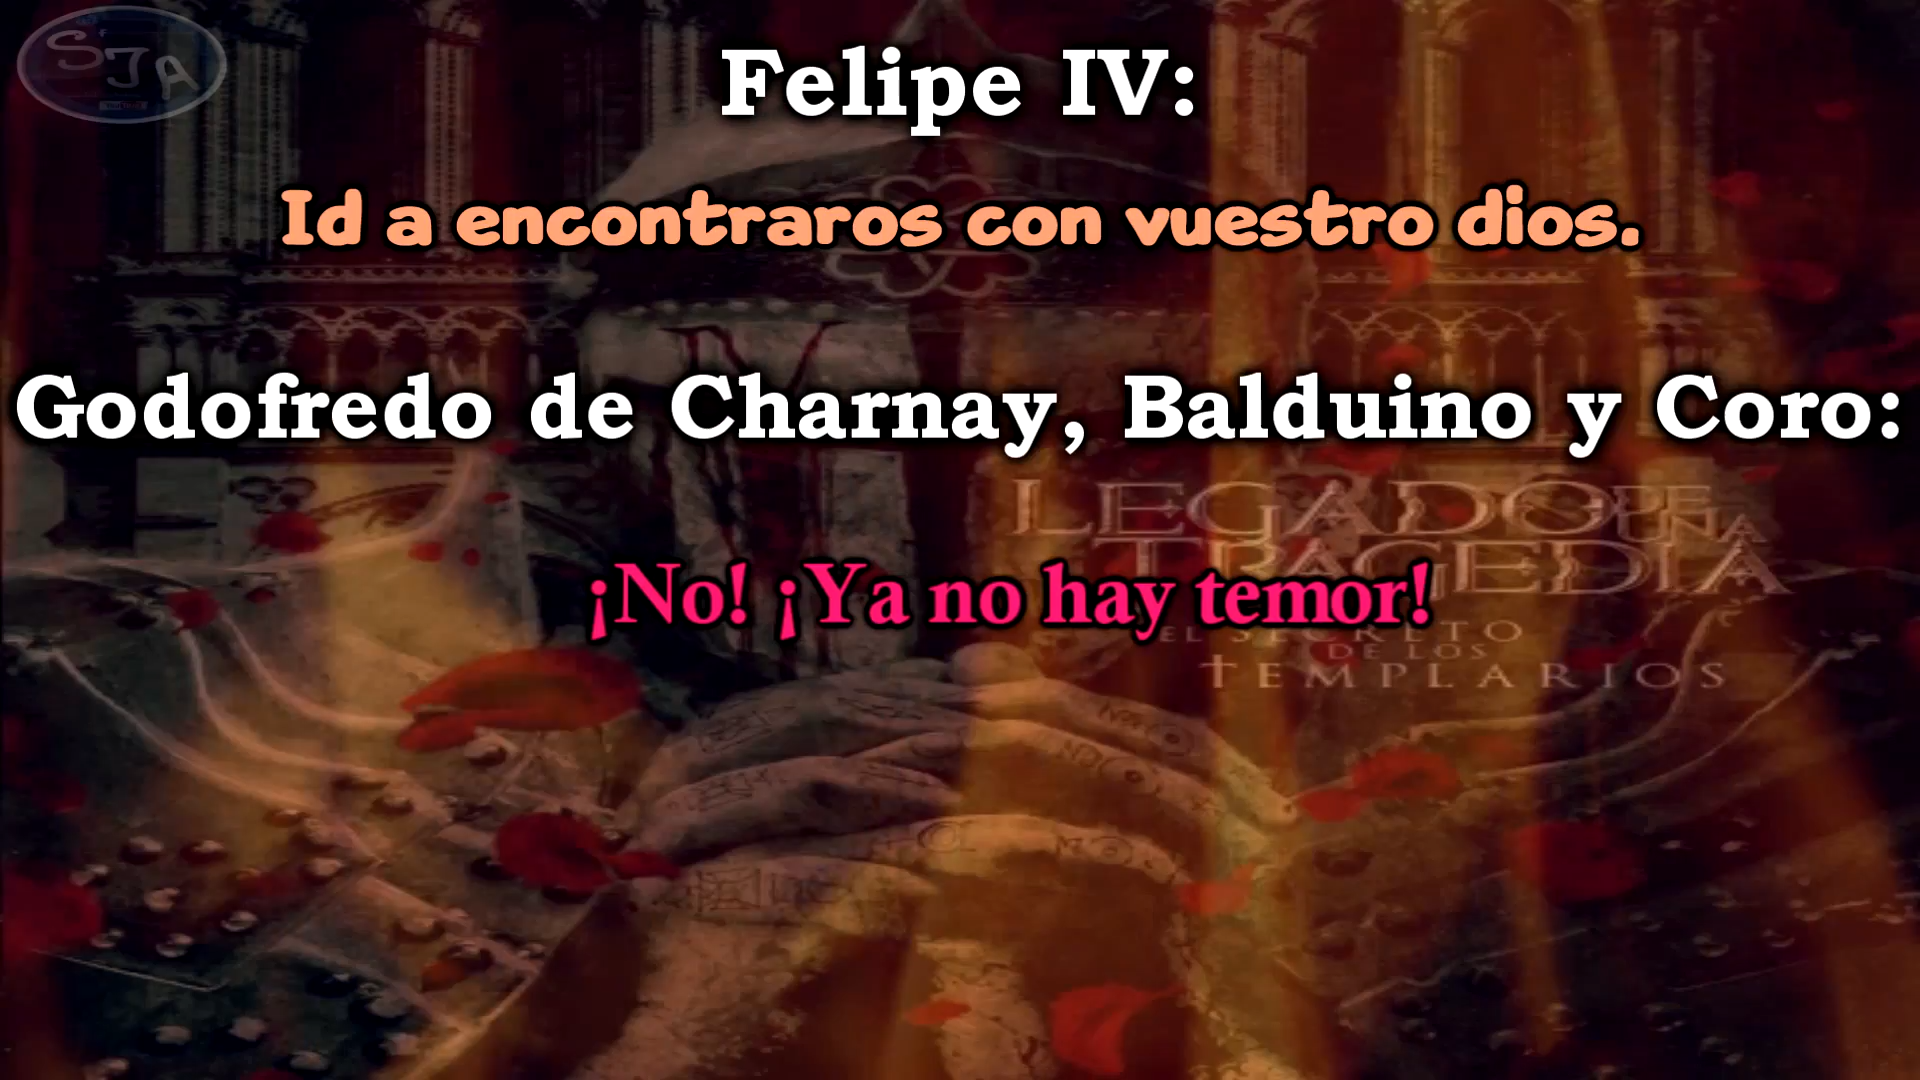 SJA
Felipe IV:
Id a encontraros con vuestro dios.
Godofredo de Charnay, Balduino y Coro:
LEGADO DE UNA
TRAGEDIA
¡No! ¡Ya no hay temor!
EL SECRETO
DE LOS
TEMPLARIOS